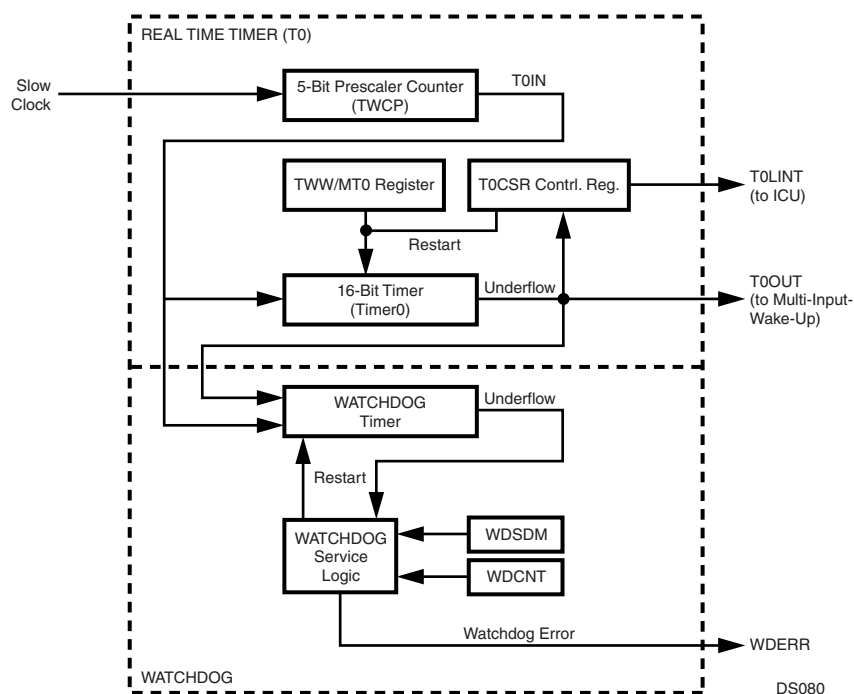 REAL TIME TIMER (T0)
Slow
Clock
5-Bit Prescaler Counter
(TWCP)
T0IN
TWW/MT0 Register
T0CSR Contrl. Reg.
T0LINT
(to ICU)
Restart
16-Bit Timer
(Timer0)
Underflow
T0OUT
(to Multi-Input-
Wake-Up)
WATCHDOG
Timer
Underflow
Restart
WATCHDOG
Service
Logic
WDSDM
WDCNT
Watchdog Error
WDERR
WATCHDOG
DS080